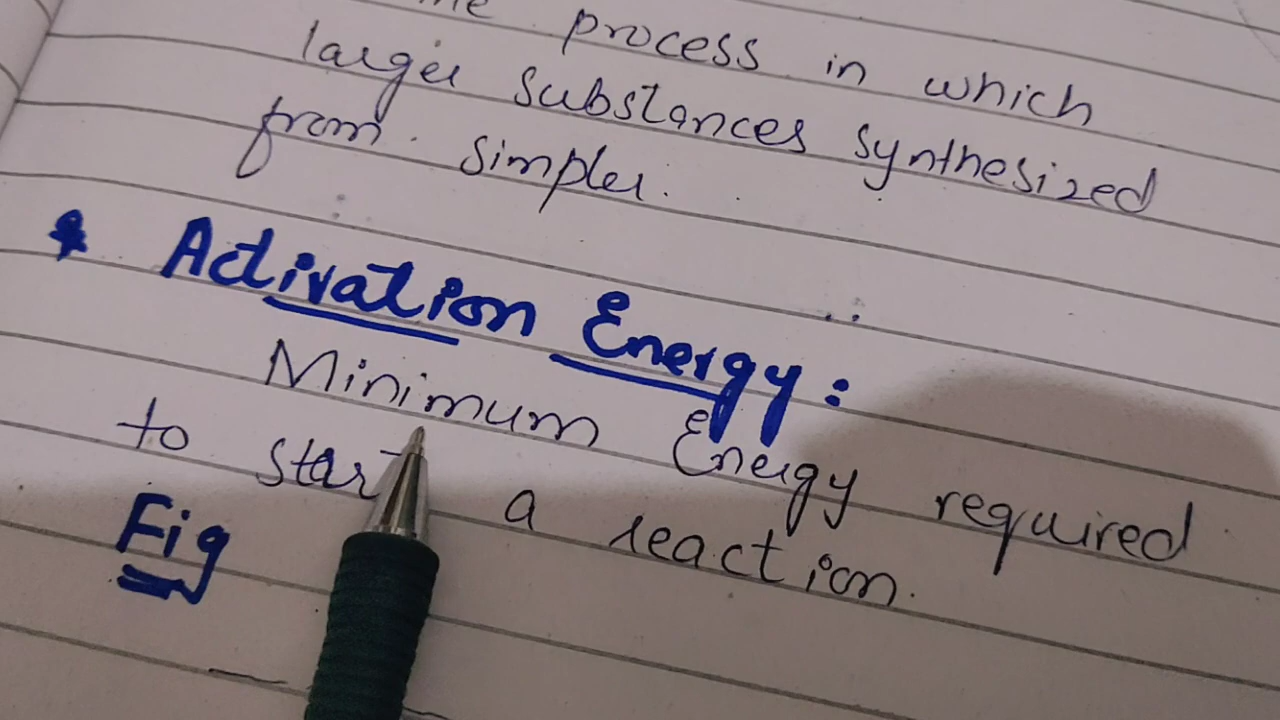 process in which
larger substances synthesized
from simpler.
* Activation Energy:
Minimum Energy required
to start a reaction.
Fig